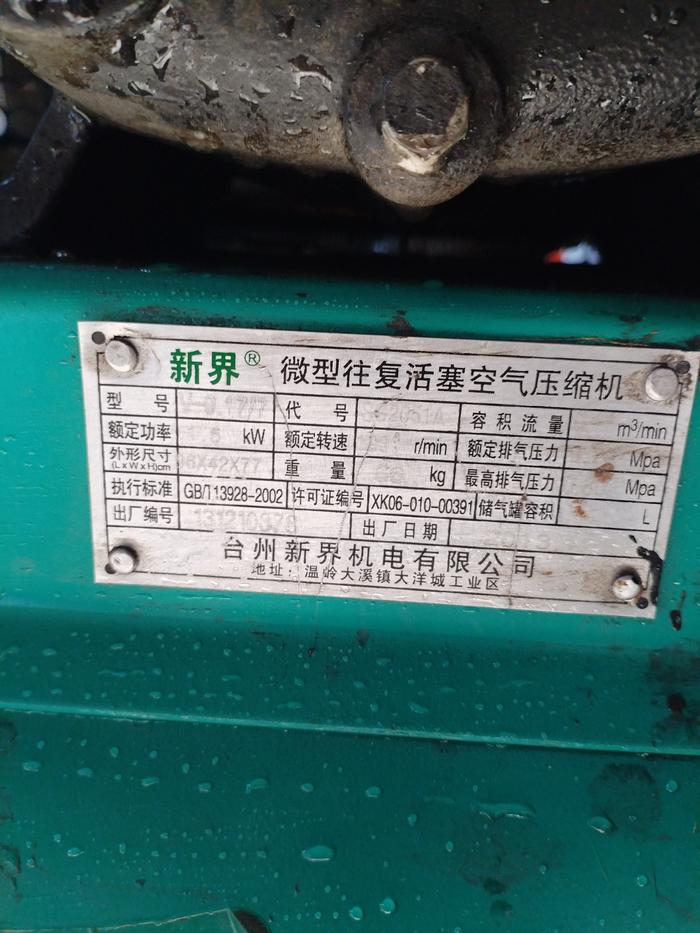 新界® 微型往复活塞空气压缩机
型 号 代 号 容积流量 m³/min
额定功率 kW 额定转速 r/min 额定排气压力 Mpa
外形尺寸 (LxWxH)cm 42X77 重 量 kg 最高排气压力 Mpa
执行标准 GB/T13928-2002 许可证编号 XK06-010-00391 储气罐容积 L
出厂编号 出厂日期
台州新界机电有限公司
地址:温岭大溪镇大洋城工业区